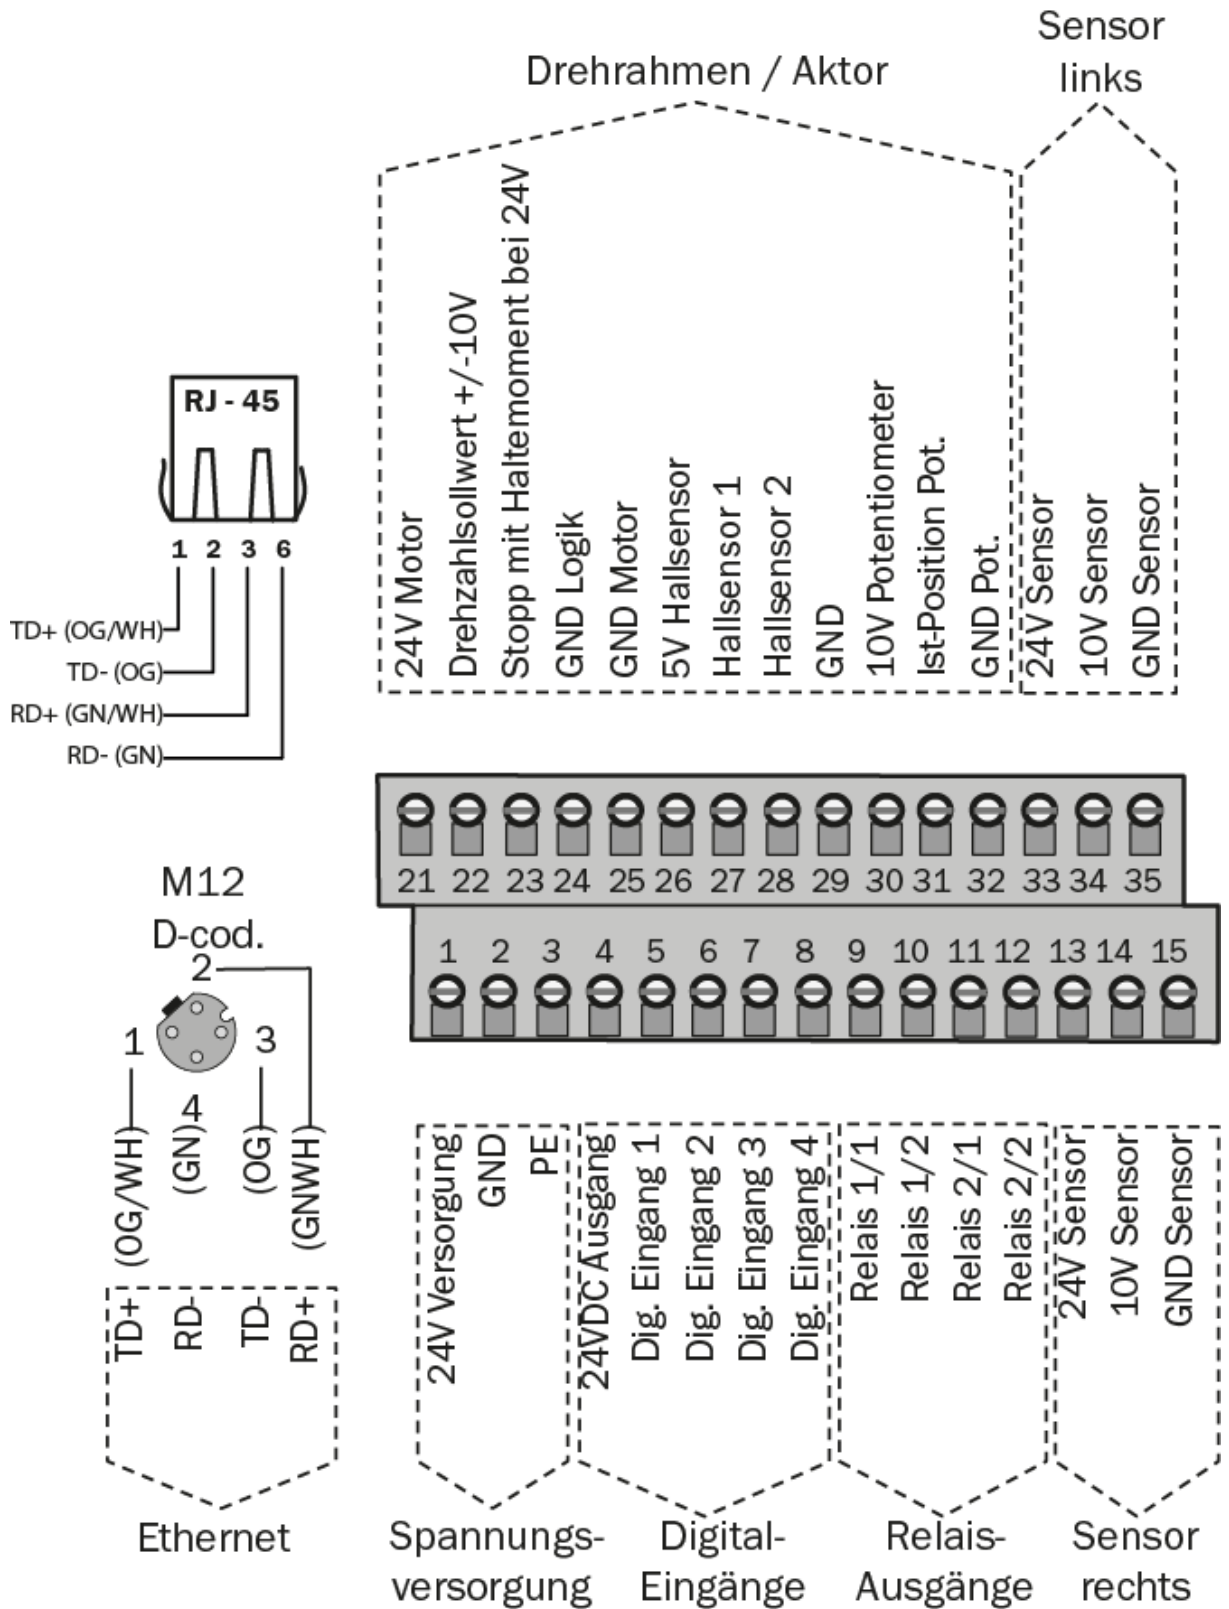 Sensor
links
Drehrahmen / Aktor
24V Motor
Drehzahlsollwert +/-10V
Stopp mit Haltemoment bei 24V
GND Logik
GND Motor
5V Hallsensor
Hallsensor 1
Hallsensor 2
GND
10V Potentiometer
Ist-Position Pot.
GND Pot.
24V Sensor
10V Sensor
GND Sensor
RJ - 45
1 2 3 6
TD+ (OG/WH)
TD- (OG)
RD+ (GN/WH)
RD- (GN)
21 22 23 24 25 26 27 28 29 30 31 32 33 34 35
1 2 3 4 5 6 7 8 9 10 11 12 13 14 15
M12
D-cod.
2
1
3
4
(OG/WH)
(GN)
(OG)
(GNWH)
TD+
RD-
TD-
RD+
Ethernet
24V Versorgung
GND
PE
24VDC Ausgang
Dig. Eingang 1
Dig. Eingang 2
Dig. Eingang 3
Dig. Eingang 4
Relais 1/1
Relais 1/2
Relais 2/1
Relais 2/2
24V Sensor
10V Sensor
GND Sensor
Spannungs-
versorgung
Digital-
Eingänge
Relais-
Ausgänge
Sensor
rechts